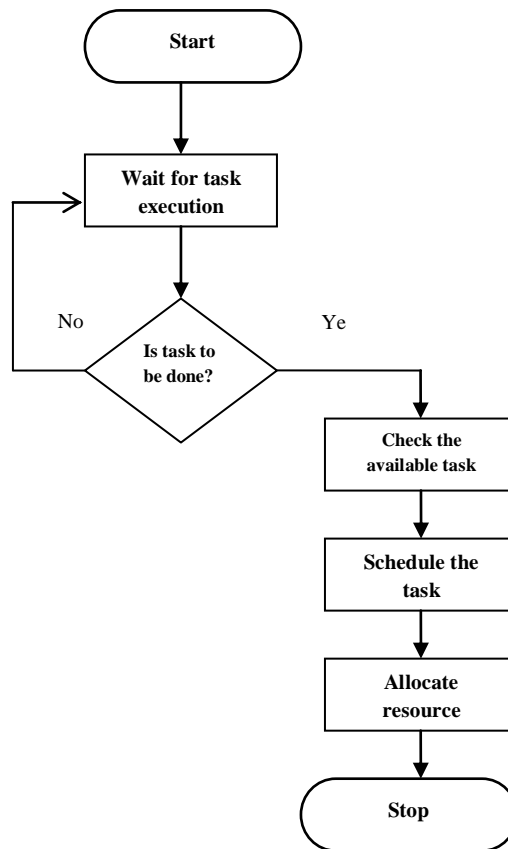 Start
Wait for task
execution
No
Ye
Is task to
be done?
Check the
available task
Schedule the
task
Allocate
resource
Stop